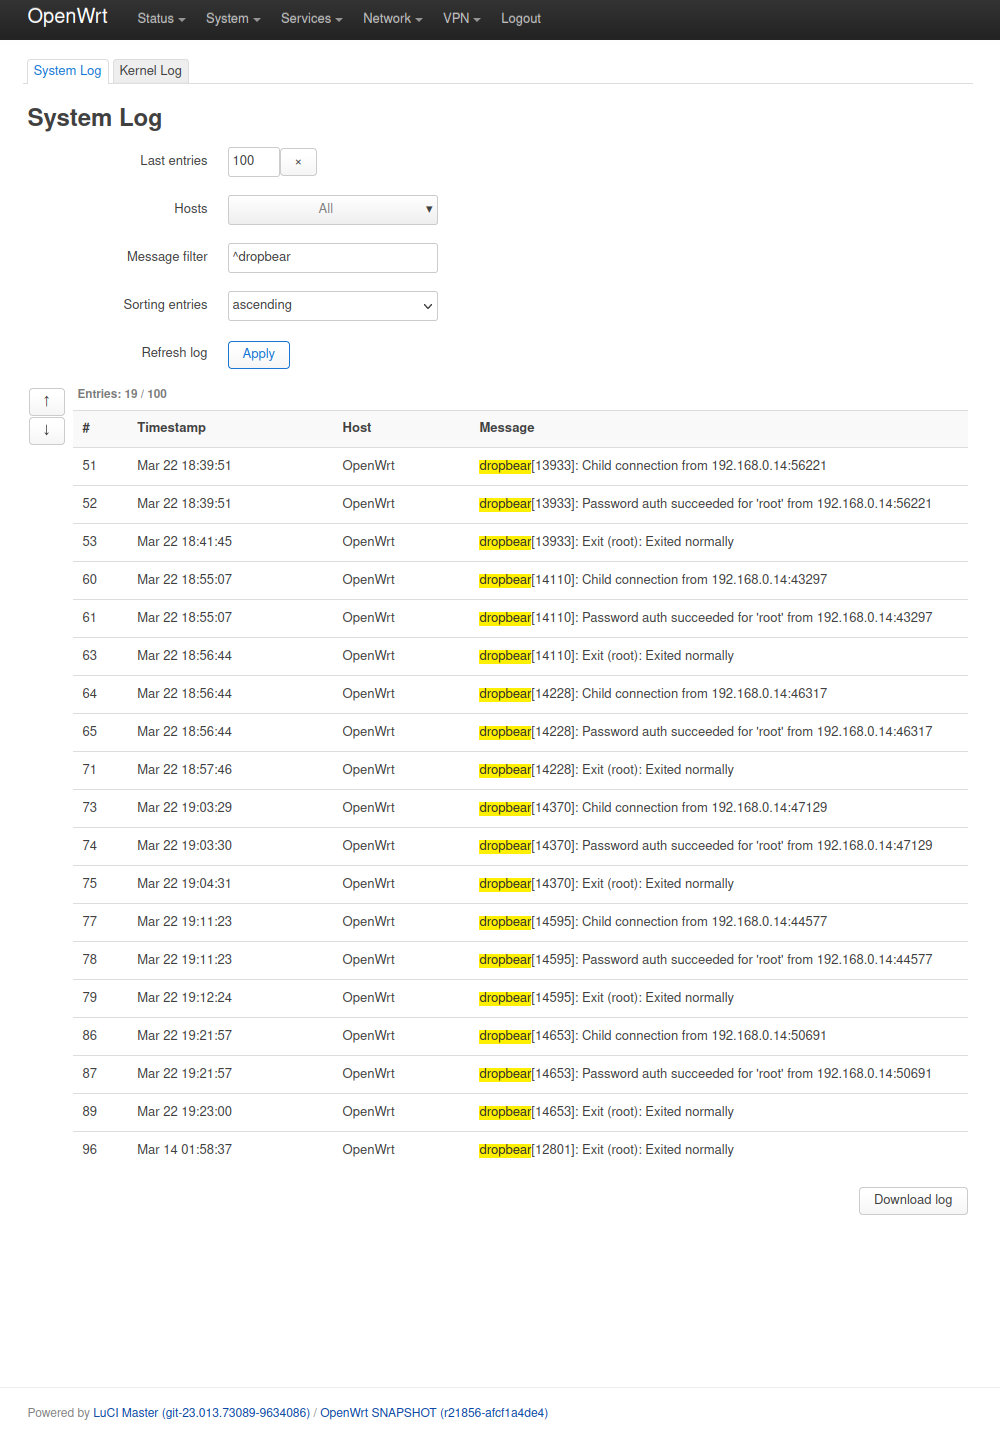 OpenWrt Status System Services Network VPN Logout
System Log Kernel Log
System Log
Last entries 100 ×
Hosts All ▾
Message filter ^dropbear
Sorting entries ascending
Refresh log Apply
↑ Entries: 19 / 100
↓ # Timestamp Host Message
51 Mar 22 18:39:51 OpenWrt dropbear[13933]: Child connection from 192.168.0.14:56221
52 Mar 22 18:39:51 OpenWrt dropbear[13933]: Password auth succeeded for 'root' from 192.168.0.14:56221
53 Mar 22 18:41:45 OpenWrt dropbear[13933]: Exit (root): Exited normally
60 Mar 22 18:55:07 OpenWrt dropbear[14110]: Child connection from 192.168.0.14:43297
61 Mar 22 18:55:07 OpenWrt dropbear[14110]: Password auth succeeded for 'root' from 192.168.0.14:43297
63 Mar 22 18:56:44 OpenWrt dropbear[14110]: Exit (root): Exited normally
64 Mar 22 18:56:44 OpenWrt dropbear[14228]: Child connection from 192.168.0.14:46317
65 Mar 22 18:56:44 OpenWrt dropbear[14228]: Password auth succeeded for 'root' from 192.168.0.14:46317
71 Mar 22 18:57:46 OpenWrt dropbear[14228]: Exit (root): Exited normally
73 Mar 22 19:03:29 OpenWrt dropbear[14370]: Child connection from 192.168.0.14:47129
74 Mar 22 19:03:30 OpenWrt dropbear[14370]: Password auth succeeded for 'root' from 192.168.0.14:47129
75 Mar 22 19:04:31 OpenWrt dropbear[14370]: Exit (root): Exited normally
77 Mar 22 19:11:23 OpenWrt dropbear[14595]: Child connection from 192.168.0.14:44577
78 Mar 22 19:11:23 OpenWrt dropbear[14595]: Password auth succeeded for 'root' from 192.168.0.14:44577
79 Mar 22 19:12:24 OpenWrt dropbear[14595]: Exit (root): Exited normally
86 Mar 22 19:21:57 OpenWrt dropbear[14653]: Child connection from 192.168.0.14:50691
87 Mar 22 19:21:57 OpenWrt dropbear[14653]: Password auth succeeded for 'root' from 192.168.0.14:50691
89 Mar 22 19:23:00 OpenWrt dropbear[14653]: Exit (root): Exited normally
96 Mar 14 01:58:37 OpenWrt dropbear[12801]: Exit (root): Exited normally
Download log
Powered by LuCI Master (git-23.013.73089-9634086) / OpenWrt SNAPSHOT (r21856-afcf1a4de4)